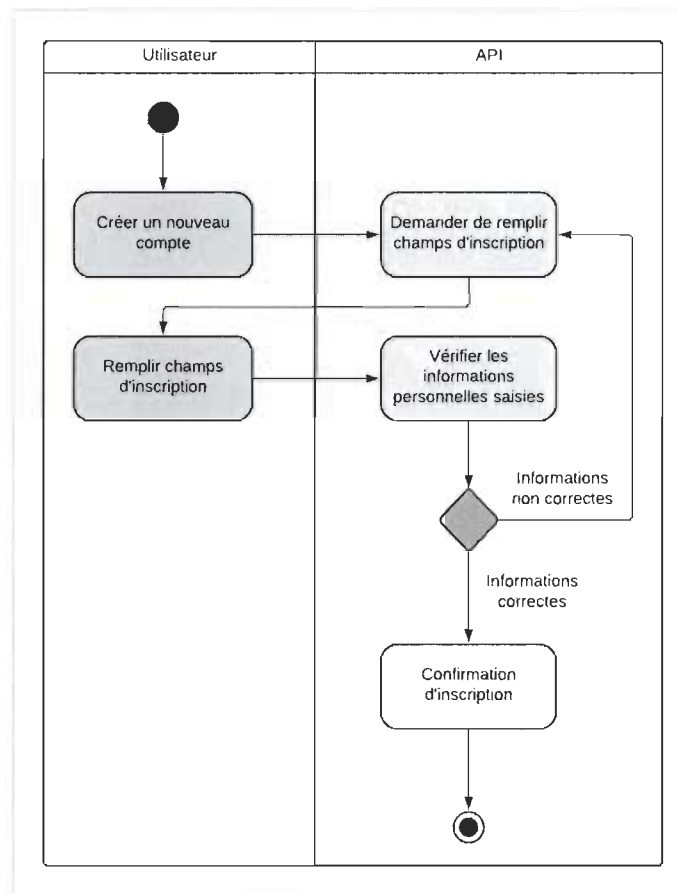 Utilisateur
API
Créer un nouveau
compte
Demander de remplir
champs d'inscription
Remplir champs
d'inscription
Vérifier les
informations
personnelles saisies
Informations
non correctes
Informations
correctes
Confirmation
d'inscription